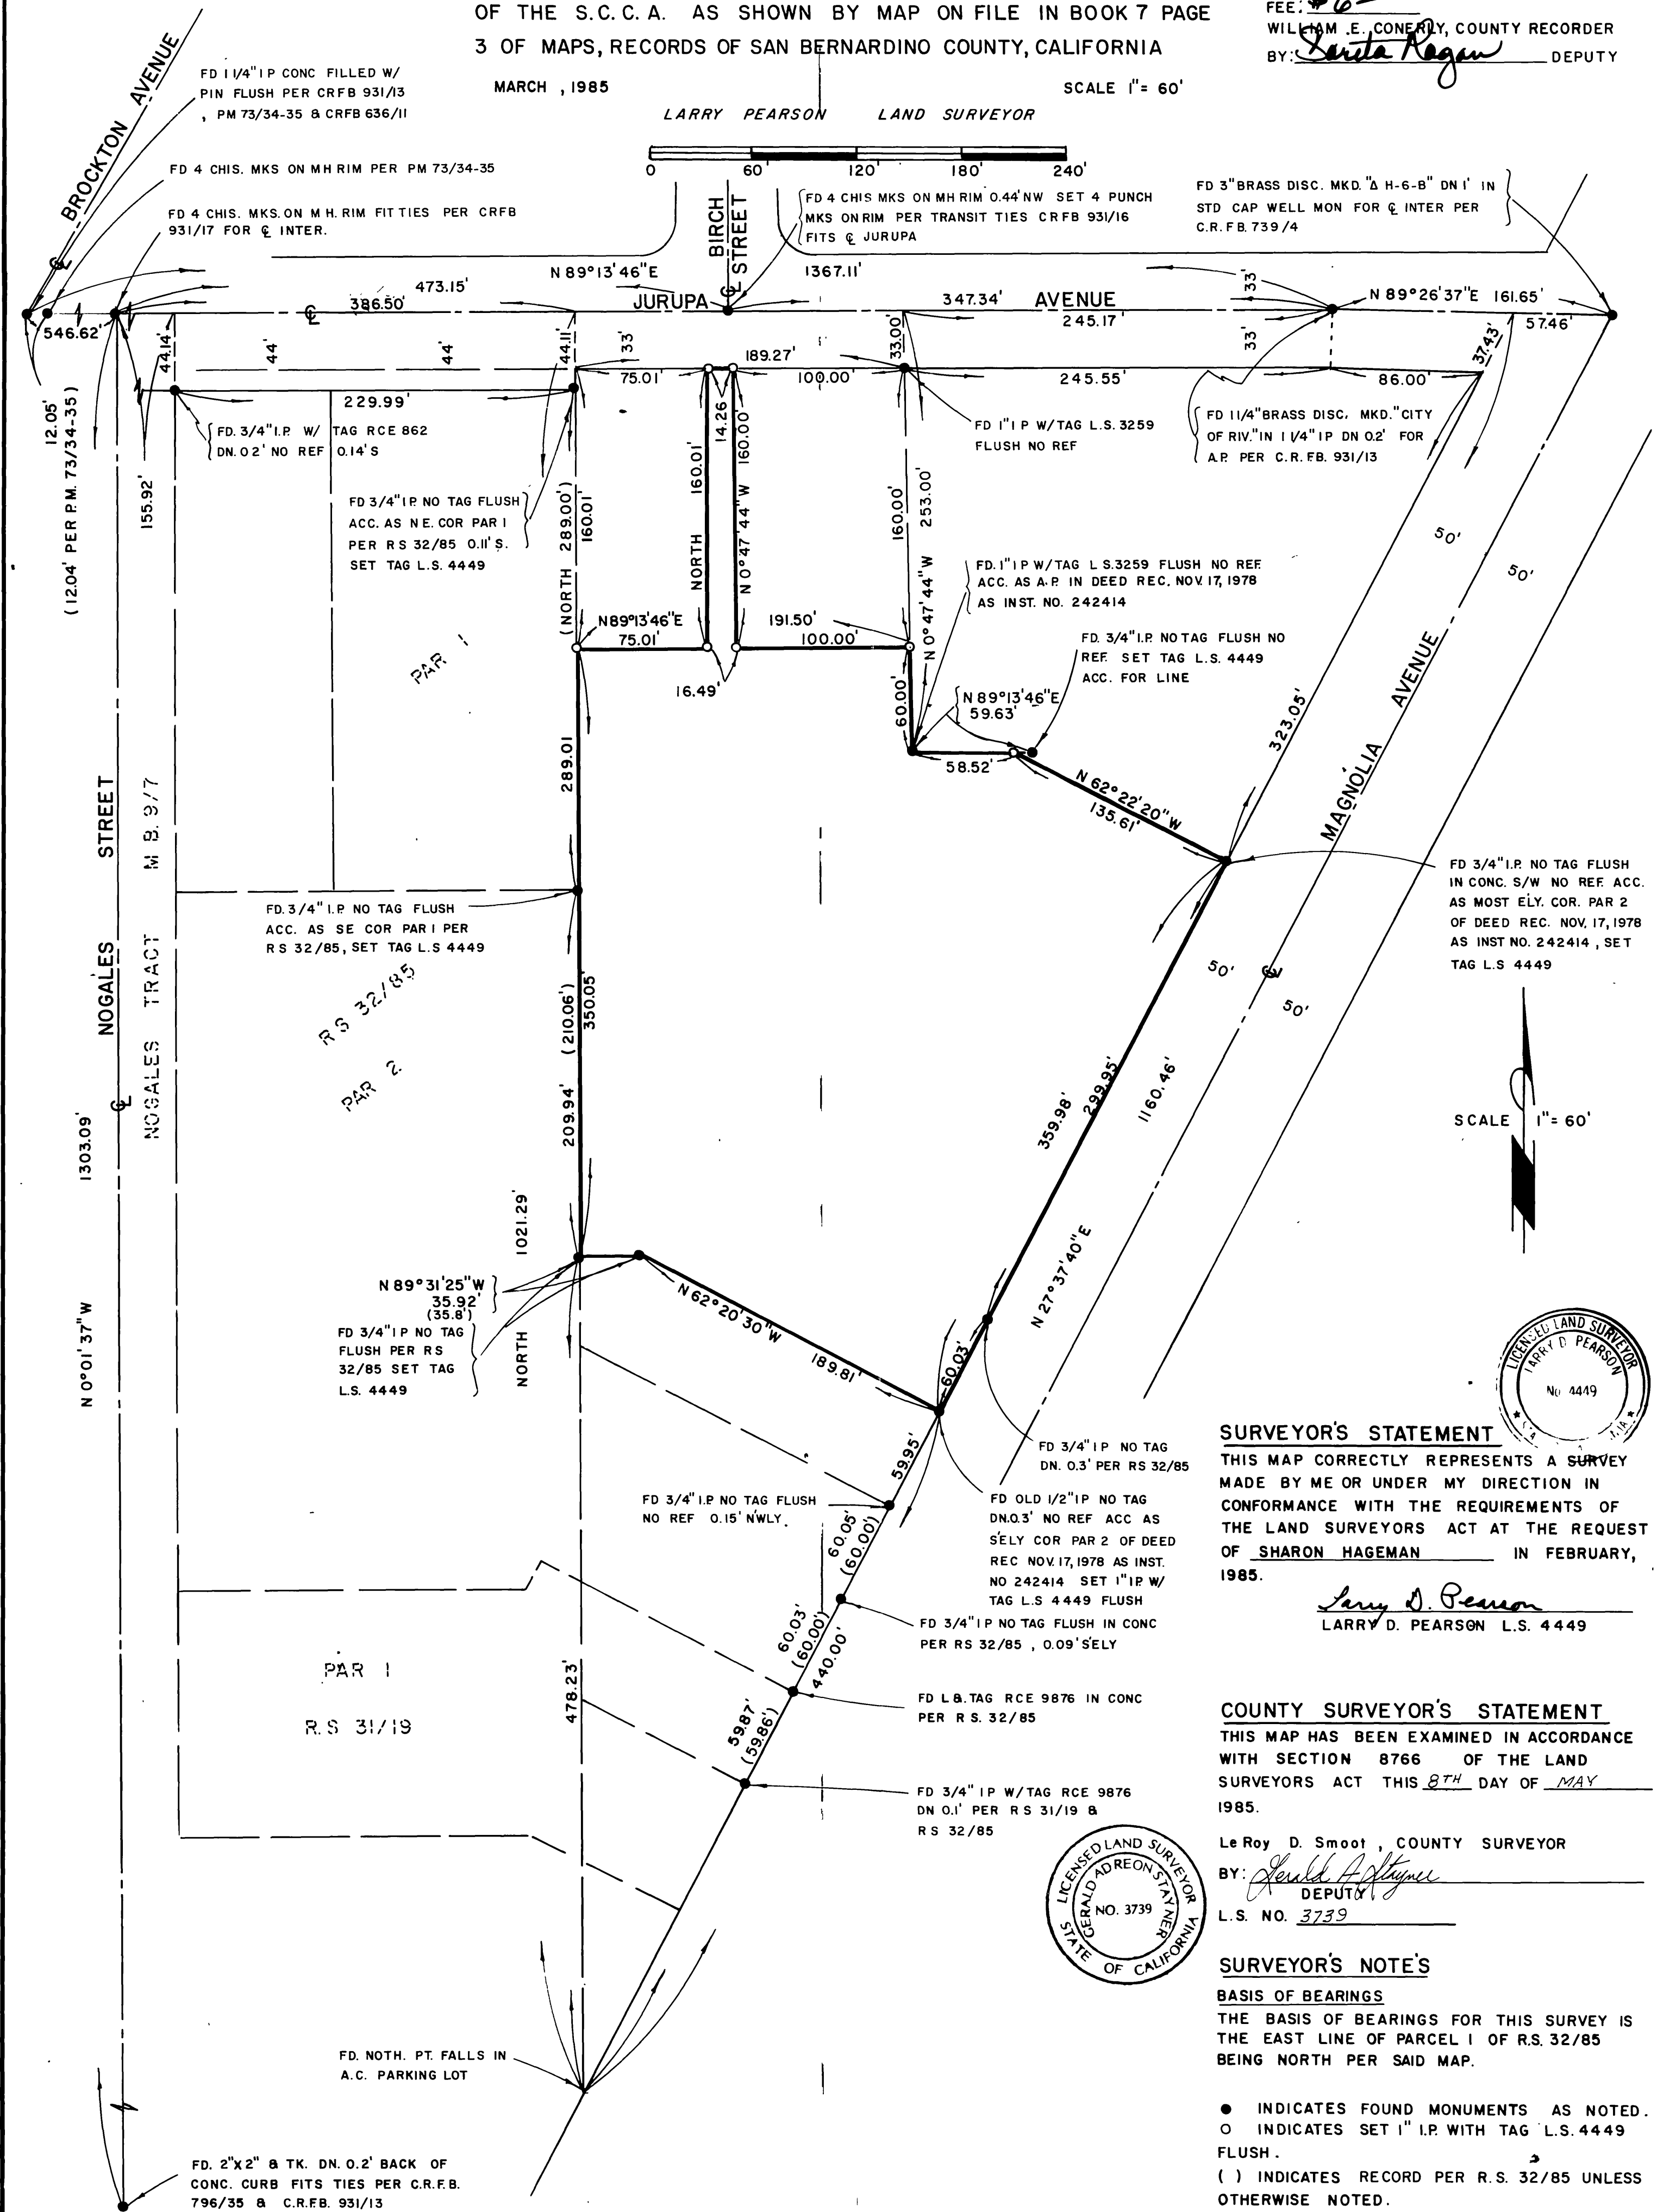 OF THE S.C.C.A. AS SHOWN BY MAP ON FILE IN BOOK 7 PAGE
3 OF MAPS, RECORDS OF SAN BERNARDINO COUNTY, CALIFORNIA
MARCH , 1985
SCALE 1"= 60'
LARRY PEARSON LAND SURVEYOR
0 60' 120' 180' 240'
FEE: $6
WILLIAM .E. CONERLY, COUNTY RECORDER
BY: DEPUTY
BROCKTON AVENUE
FD 1 1/4" I P CONC FILLED W/
PIN FLUSH PER CRFB 931/13
, PM 73/34-35 & CRFB 636/11
FD 4 CHIS. MKS ON MH RIM PER PM 73/34-35
FD 4 CHIS. MKS. ON M H. RIM FIT TIES PER CRFB
931/17 FOR ℄ INTER.
BIRCH
℄ STREET
FD 4 CHIS MKS ON MH RIM 0.44' NW SET 4 PUNCH
MKS ON RIM PER TRANSIT TIES CRFB 931/16
FITS ℄ JURUPA
FD 3" BRASS DISC. MKD. "Δ H-6-B" DN 1' IN
STD CAP WELL MON FOR ℄ INTER PER
C.R.F.B. 739/4
℄
N 89°13'46"E
1367.11'
473.15'
386.50'
℄
JURUPA
347.34'
AVENUE
245.17'
33'
N 89°26'37"E 161.65'
57.46'
546.62'
44.14'
44'
44'
44.11'
33'
189.27'
33.00'
33'
37.43'
75.01'
100.00'
245.55'
86.00'
229.99'
14.26
12.05'
(12.04' PER P.M. 73/34-35)
155.92'
FD. 3/4" I.P. W/ TAG RCE 862
DN. 0 2' NO REF 0.14' S
FD 1" I P W/TAG L.S. 3259
FLUSH NO REF
FD 1 1/4" BRASS DISC, MKD. "CITY
OF RIV." IN 1 1/4" IP DN 0.2' FOR
A.P. PER C.R.F.B. 931/13
FD 3/4" I.P. NO TAG FLUSH
ACC. AS N E. COR PAR 1
PER RS 32/85 0.11' S.
SET TAG L.S. 4449
(NORTH 289.00')
160.01'
NORTH 160.01'
N 0°47'44"W 160.00'
160.00'
N 0°47'44"W 253.00'
FD. 1" I P W/TAG L S. 3259 FLUSH NO REF.
ACC. AS A.P. IN DEED REC. NOV. 17, 1978
AS INST. NO. 242414
FD. 3/4" I.P. NO TAG FLUSH NO
REF. SET TAG L.S. 4449
ACC. FOR LINE
50'
50'
N89°13'46"E
75.01'
191.50'
100.00'
16.49'
60.00'
N 89°13'46"E
59.63'
58.52'
PAR 1
289.01
N 62°22'20"W
135.61'
323.05'
MAGNOLIA AVENUE
NOGALES STREET
℄
NOGALES TRACT M B. 9/7
FD 3/4" I.P. NO TAG FLUSH
IN CONC. S/W NO REF. ACC.
AS MOST ELY. COR. PAR 2
OF DEED REC. NOV. 17, 1978
AS INST NO. 242414 , SET
TAG L.S 4449
FD. 3/4" I.P. NO TAG FLUSH
ACC. AS SE COR PAR 1 PER
R S 32/85, SET TAG L.S 4449
R S 32/85
PAR 2
(210.06')
350.05'
209.94'
50'
℄
50'
299.95'
359.98'
1160.46'
N 27°37'40"E
SCALE 1"= 60'
1303.09'
N 0°01'37"W
1021.29'
NORTH
N 89°31'25"W
35.92'
(35.8')
FD 3/4" I P NO TAG
FLUSH PER RS
32/85 SET TAG
L.S. 4449
N 62°20'30"W
189.81'
60.03'
59.95'
FD 3/4" I P NO TAG
DN. 0.3' PER RS 32/85
FD 3/4" I.P. NO TAG FLUSH
NO REF 0.15' N'WLY.
FD OLD 1/2" IP NO TAG
DN.0.3' NO REF ACC AS
S'ELY COR PAR 2 OF DEED
REC NOV. 17, 1978 AS INST.
NO 242414 SET 1" I.P. W/
TAG L.S 4449 FLUSH
60.05'
(60.00')
FD 3/4" I P NO TAG FLUSH IN CONC
PER RS 32/85 , 0.09' S'ELY
60.03'
(60.00')
440.00'
FD L & TAG RCE 9876 IN CONC
PER R S. 32/85
59.87'
(59.86')
FD 3/4" I P W/TAG RCE 9876
DN 0.1' PER R S 31/19 &
R S 32/85
PAR 1
R.S 31/19
478.23'
FD. NOTH. PT. FALLS IN
A.C. PARKING LOT
FD. 2"X2" & TK. DN. 0.2' BACK OF
CONC. CURB FITS TIES PER C.R.F.B.
796/35 & C.R.F.B. 931/13
LICENSED LAND SURVEYOR
LARRY D PEARSON
No 4449
SURVEYOR'S STATEMENT
THIS MAP CORRECTLY REPRESENTS A SURVEY
MADE BY ME OR UNDER MY DIRECTION IN
CONFORMANCE WITH THE REQUIREMENTS OF
THE LAND SURVEYORS ACT AT THE REQUEST
OF SHARON HAGEMAN IN FEBRUARY,
1985.
Larry D. Pearson
LARRY D. PEARSON L.S. 4449
COUNTY SURVEYOR'S STATEMENT
THIS MAP HAS BEEN EXAMINED IN ACCORDANCE
WITH SECTION 8766 OF THE LAND
SURVEYORS ACT THIS 8TH DAY OF MAY
1985.
Le Roy D. Smoot , COUNTY SURVEYOR
BY: Gerald A Stayner
DEPUTY
L.S. NO. 3739
LICENSED LAND SURVEYOR
GERALD ADREON STAYNER
NO. 3739
STATE OF CALIFORNIA
SURVEYOR'S NOTE'S
BASIS OF BEARINGS
THE BASIS OF BEARINGS FOR THIS SURVEY IS
THE EAST LINE OF PARCEL 1 OF R.S. 32/85
BEING NORTH PER SAID MAP.
● INDICATES FOUND MONUMENTS AS NOTED.
○ INDICATES SET 1" I.P. WITH TAG L.S. 4449
FLUSH .
( ) INDICATES RECORD PER R.S. 32/85 UNLESS
OTHERWISE NOTED.